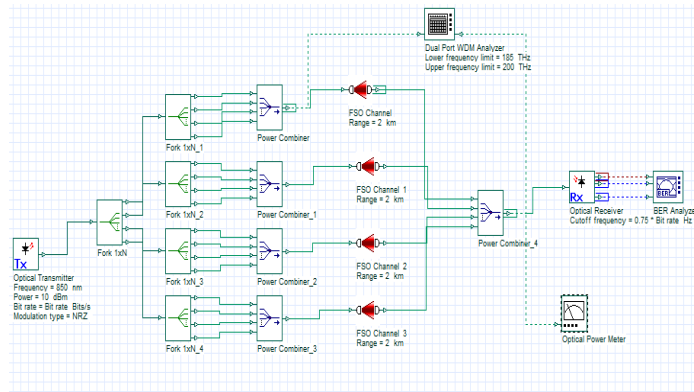 Dual Port WDM Analyzer
Lower frequency limit = 185 THz
Upper frequency limit = 200 THz
Fork 1xN_1
Power Combiner
FSO Channel
Range = 2 km
Fork 1xN_2
Power Combiner_1
FSO Channel 1
Range = 2 km
Rx
Optical Receiver
Cutoff frequency = 0.75 * Bit rate Hz
BER
BER Analyze
Power Combiner_4
Tx
Optical Transmitter
Frequency = 850 nm
Power = 10 dBm
Bit rate = Bit rate Bits/s
Modulation type = NRZ
Fork 1xN
Fork 1xN_3
Power Combiner_2
FSO Channel 2
Range = 2 km
Fork 1xN_4
Power Combiner_3
FSO Channel 3
Range = 2 km
Optical Power Meter